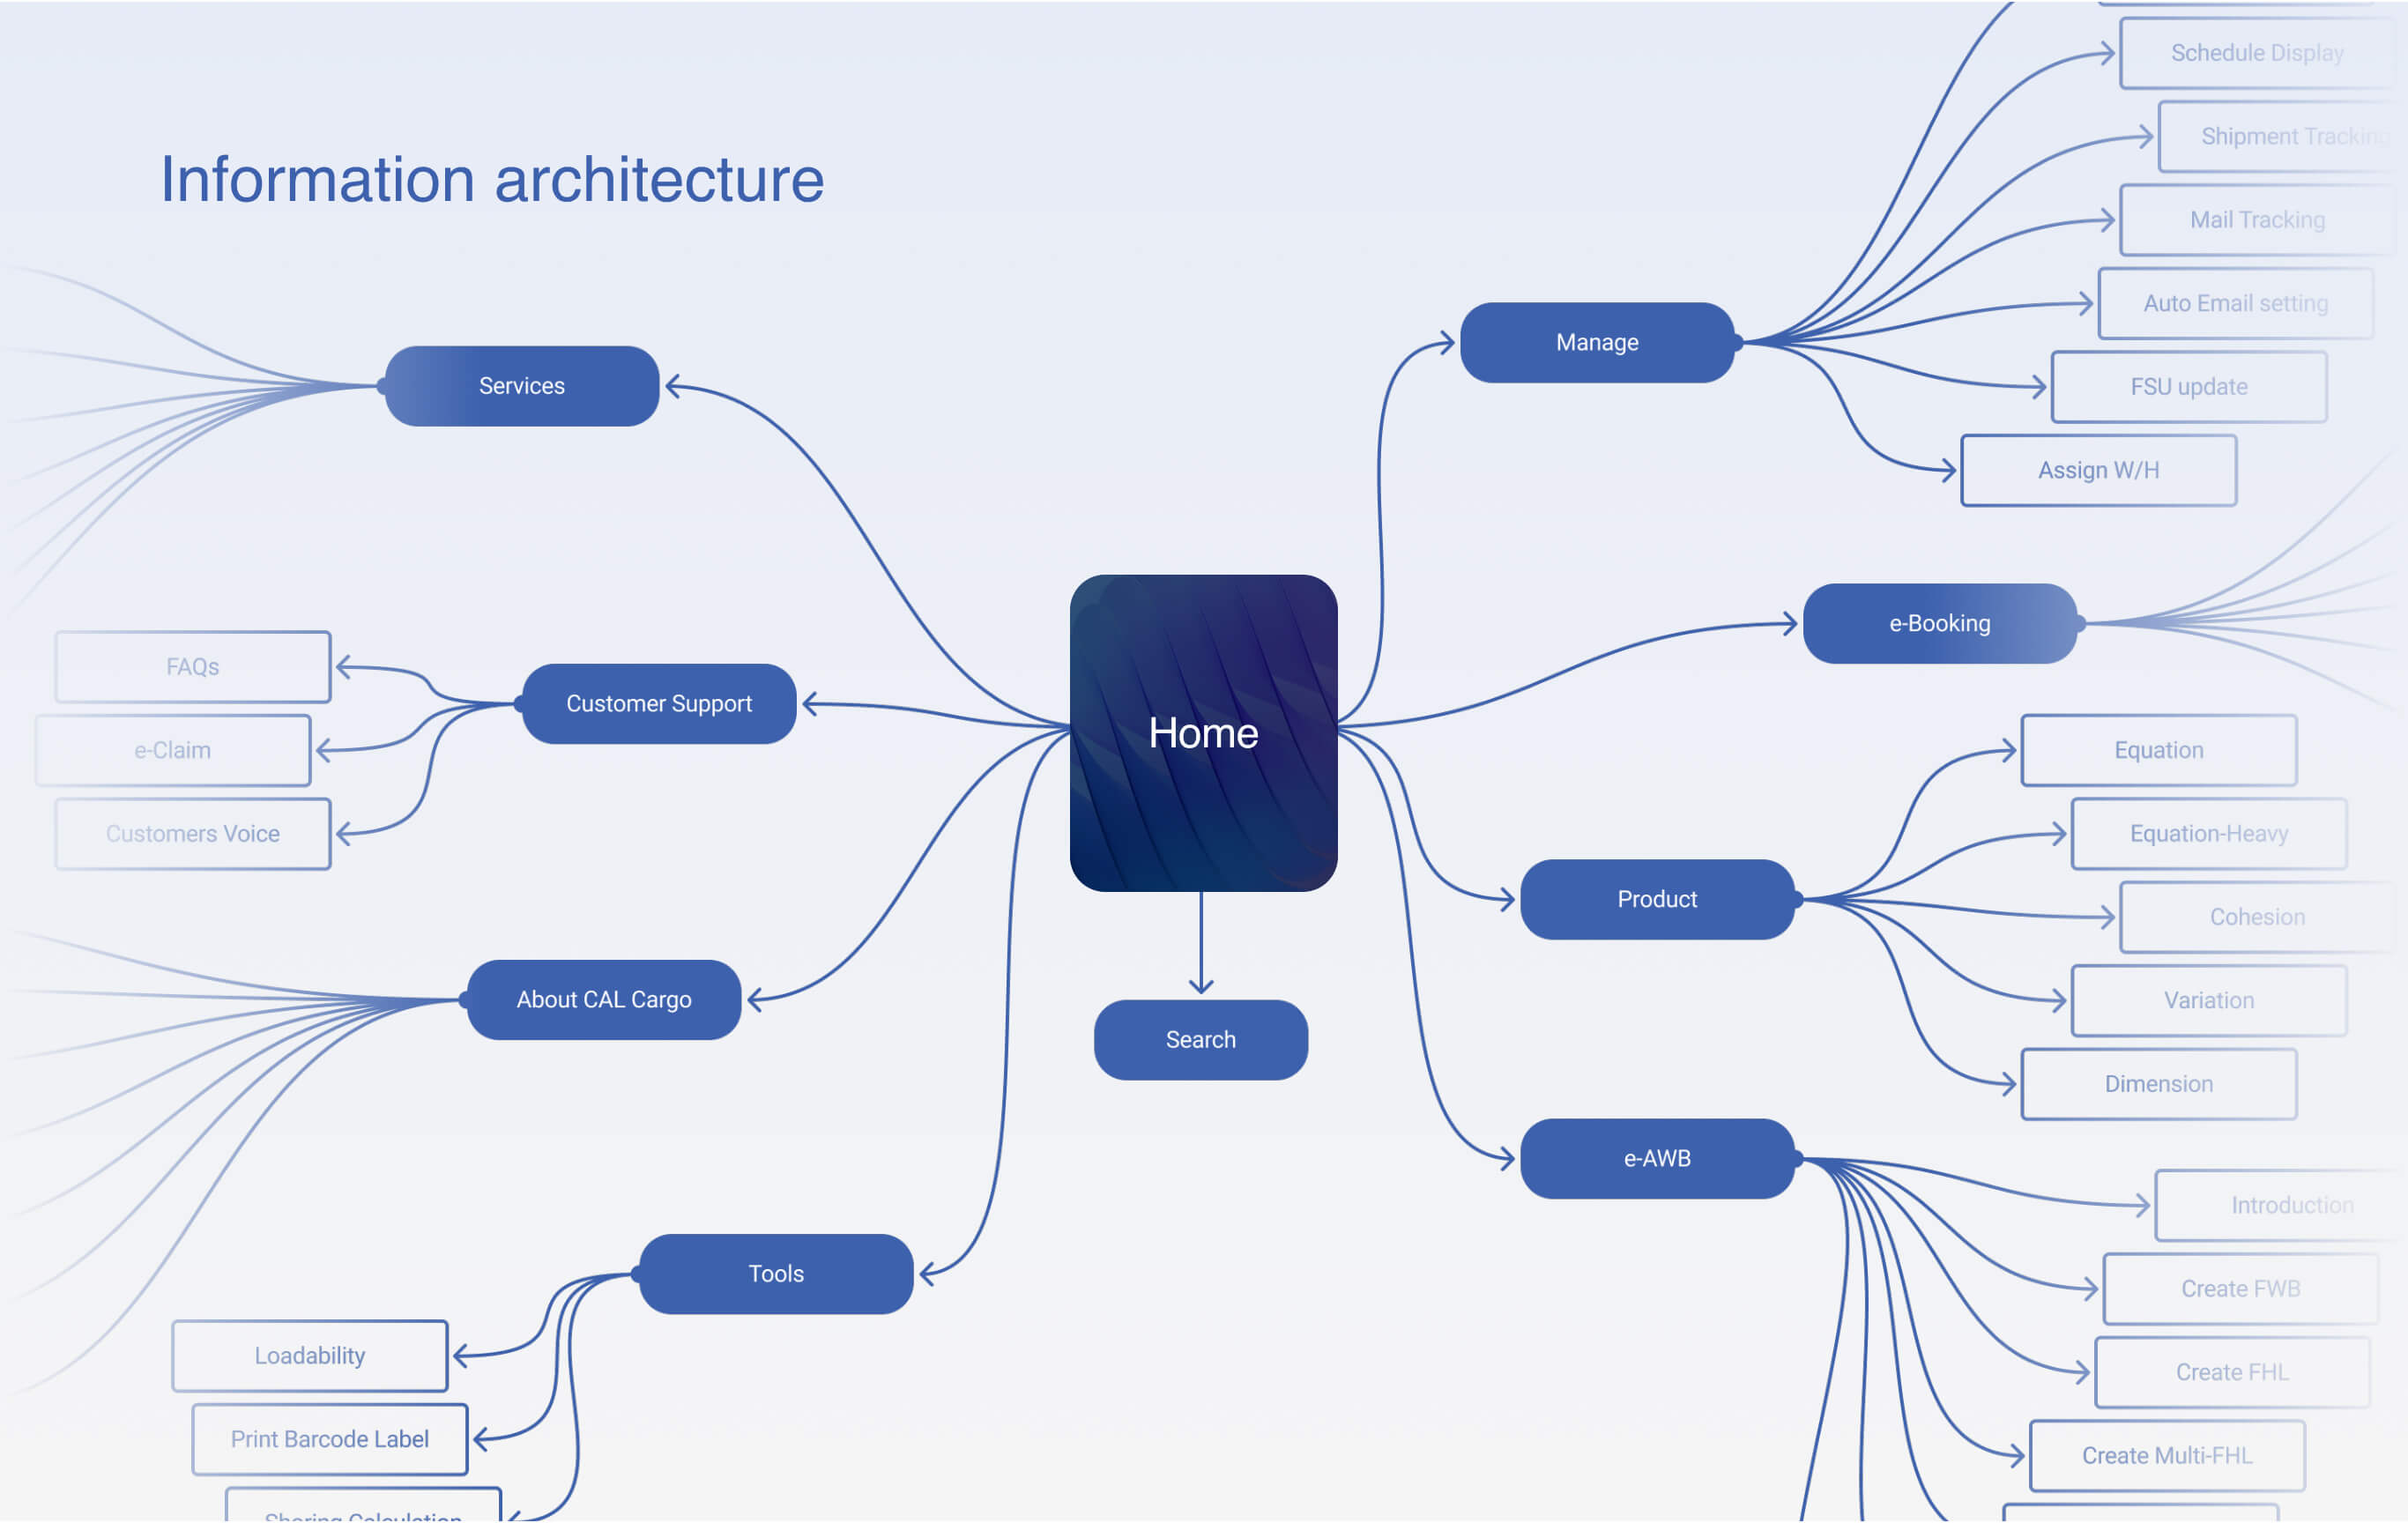 Information architecture
Services
Customer Support
FAQs
e-Claim
Customers Voice
About CAL Cargo
Tools
Loadability
Print Barcode Label
Sharing Calculation
Home
Search
Manage
Schedule Display
Shipment Tracking
Mail Tracking
Auto Email setting
FSU update
Assign W/H
e-Booking
Product
Equation
Equation-Heavy
Cohesion
Variation
Dimension
e-AWB
Introduction
Create FWB
Create FHL
Create Multi-FHL